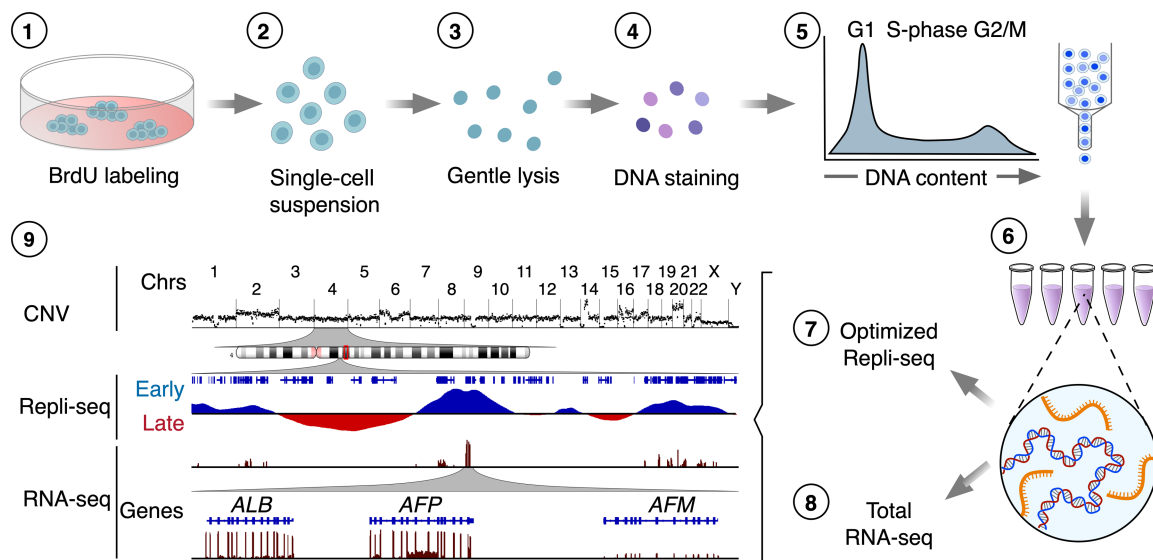 1
BrdU labeling
2
Single-cell
suspension
3
Gentle lysis
4
DNA staining
5
G1 S-phase G2/M
DNA content
6
7
Optimized
Repli-seq
8
Total
RNA-seq
9
Chrs
1 3 4 5 7 9 11 13 15 17 19 21 X
2 6 8 10 12 14 16 18 20 22 Y
CNV
4
Repli-seq
Early
Late
RNA-seq
Genes
ALB AFP AFM